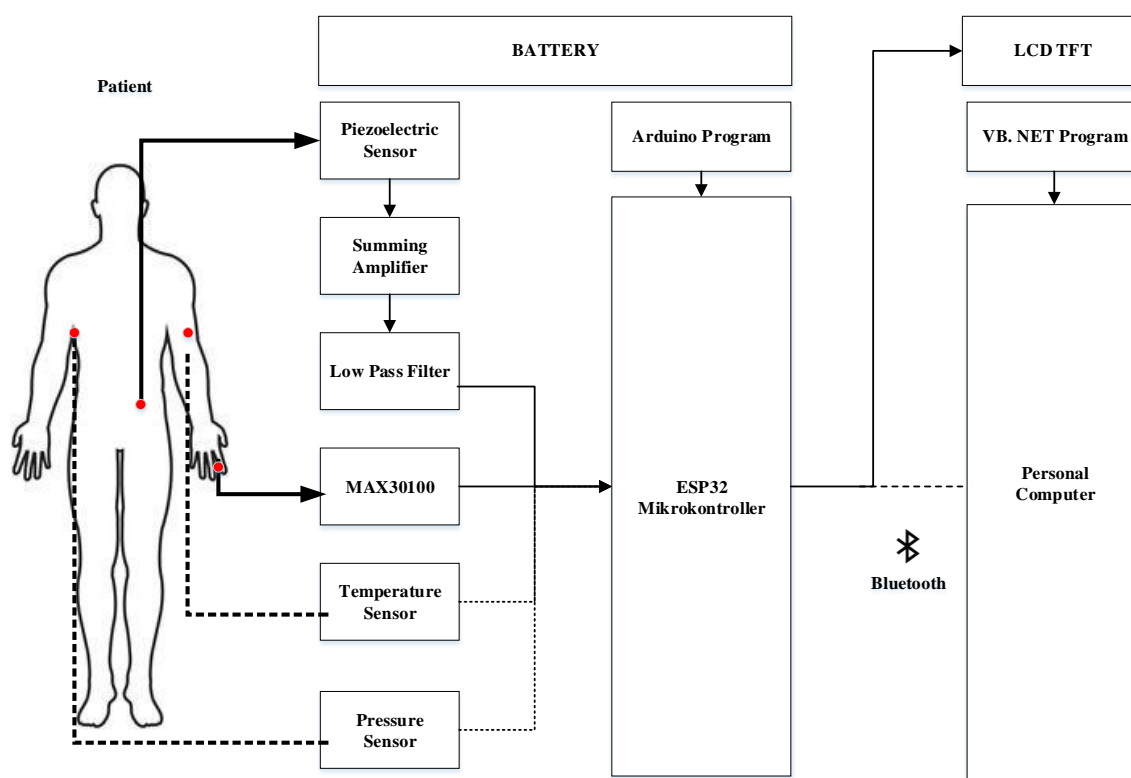 BATTERY
LCD TFT
Patient
Piezoelectric
Sensor
Arduino Program
VB. NET Program
Summing
Amplifier
Low Pass Filter
MAX30100
ESP32
Mikrokontroller
Personal
Computer
Bluetooth
Temperature
Sensor
Pressure
Sensor